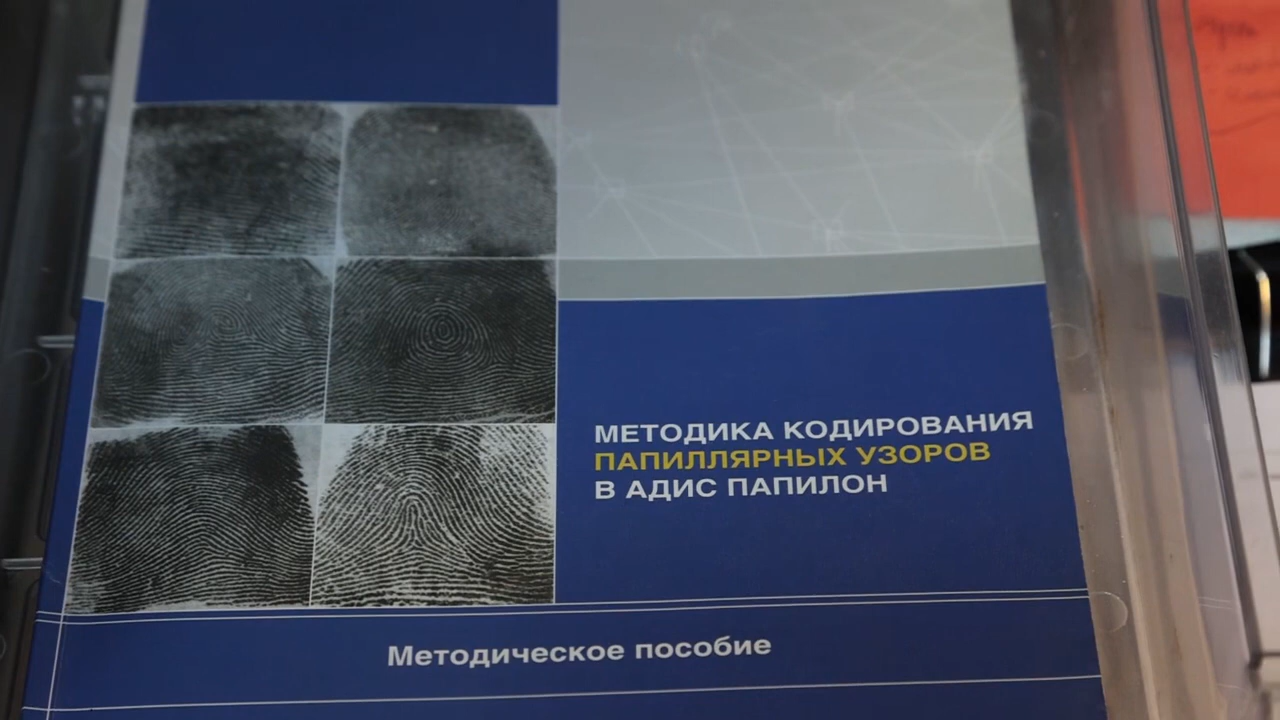 МЕТОДИКА КОДИРОВАНИЯ
ПАПИЛЛЯРНЫХ УЗОРОВ
В АДИС ПАПИЛОН
Методическое пособие